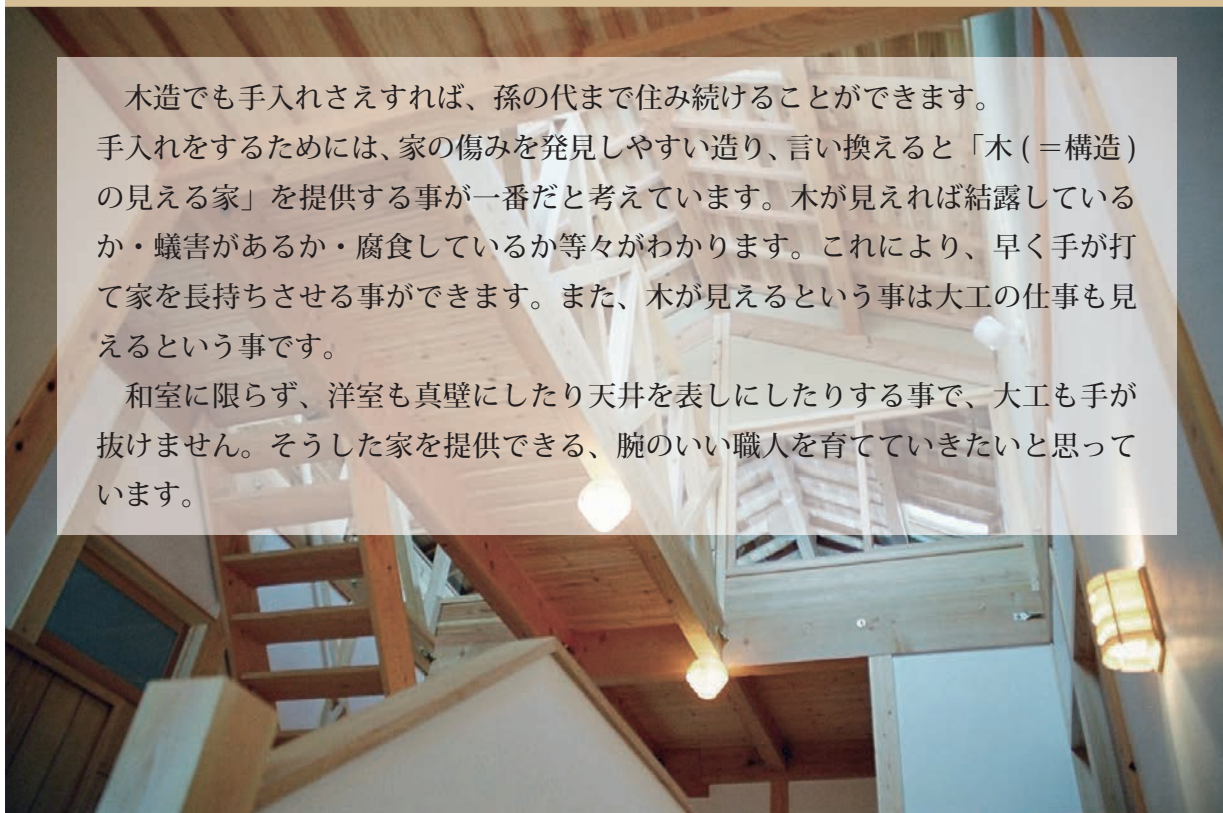 木造でも手入れさえすれば、孫の代まで住み続けることができます。
手入れをするためには、家の傷みを発見しやすい造り、言い換えると「木 ( ＝構造 )
の見える家」を提供する事が一番だと考えています。木が見えれば結露している
か・蟻害があるか・腐食しているか等々がわかります。これにより、早く手が打
て家を長持ちさせる事ができます。また、木が見えるという事は大工の仕事も見
えるという事です。
　和室に限らず、洋室も真壁にしたり天井を表しにしたりする事で、大工も手が
抜けません。そうした家を提供できる、腕のいい職人を育てていきたいと思って
います。